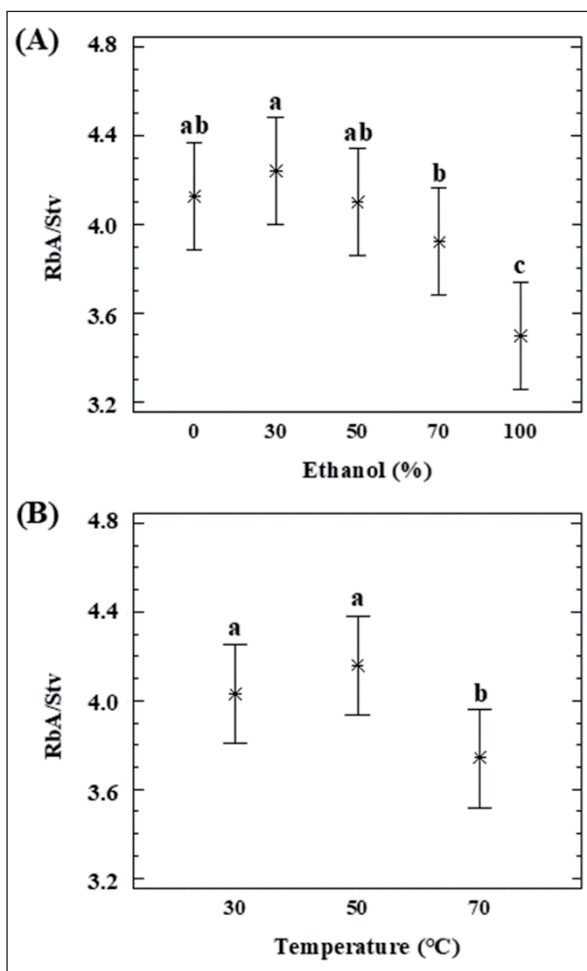 (A)
4.8
4.4
4.0
3.6
3.2
RbA/Stv
ab
a
ab
b
c
0 30 50 70 100
Ethanol (%)
(B)
4.8
4.4
4.0
3.6
3.2
RbA/Stv
a
a
b
30 50 70
Temperature (°C)